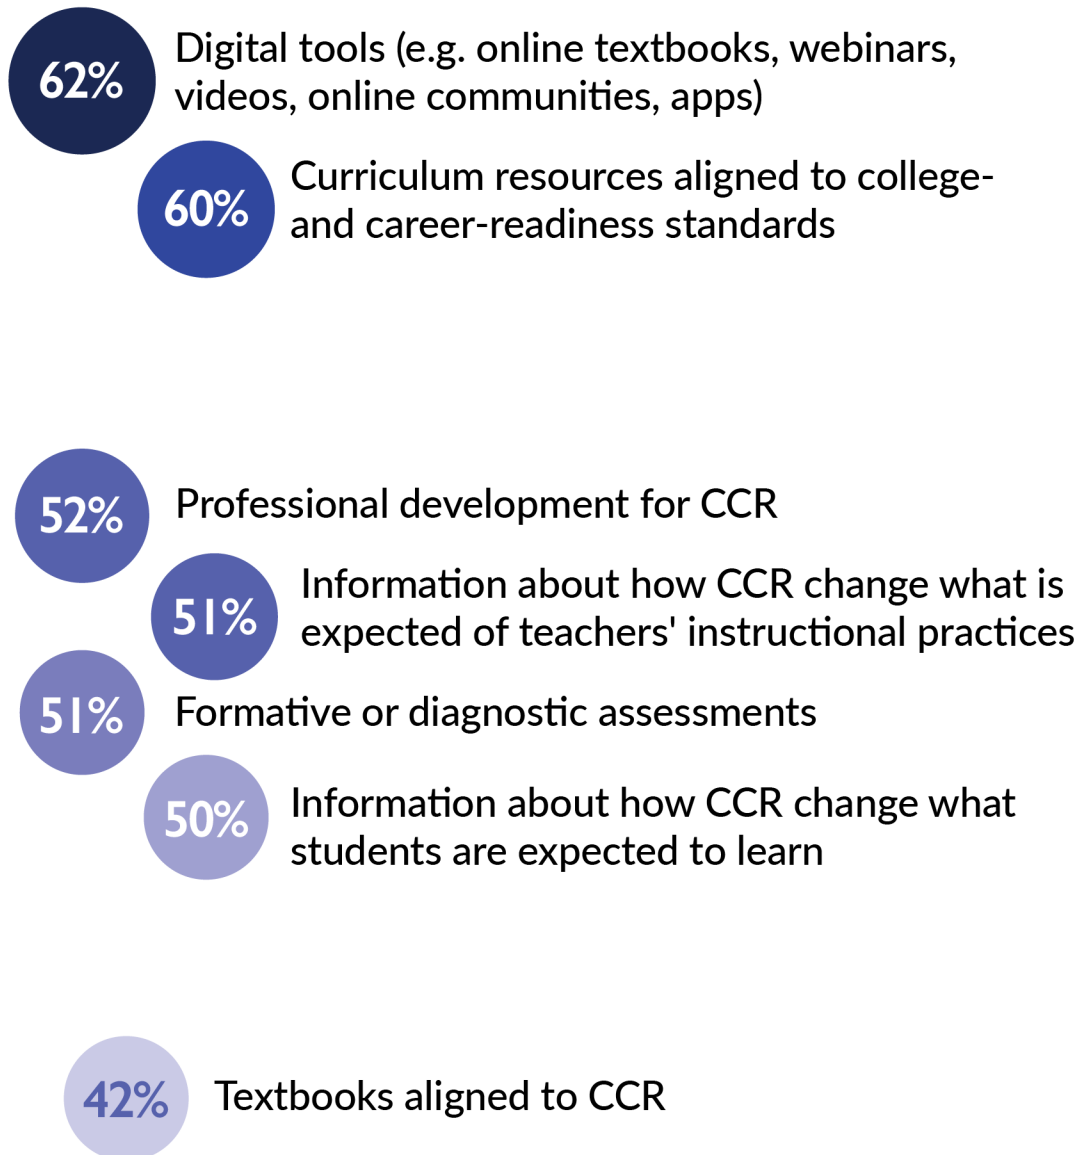 62%
Digital tools (e.g. online textbooks, webinars,
videos, online communities, apps)
60%
Curriculum resources aligned to college-
and career-readiness standards
52%
Professional development for CCR
51%
Information about how CCR change what is
expected of teachers' instructional practices
51%
Formative or diagnostic assessments
50%
Information about how CCR change what
students are expected to learn
42%
Textbooks aligned to CCR